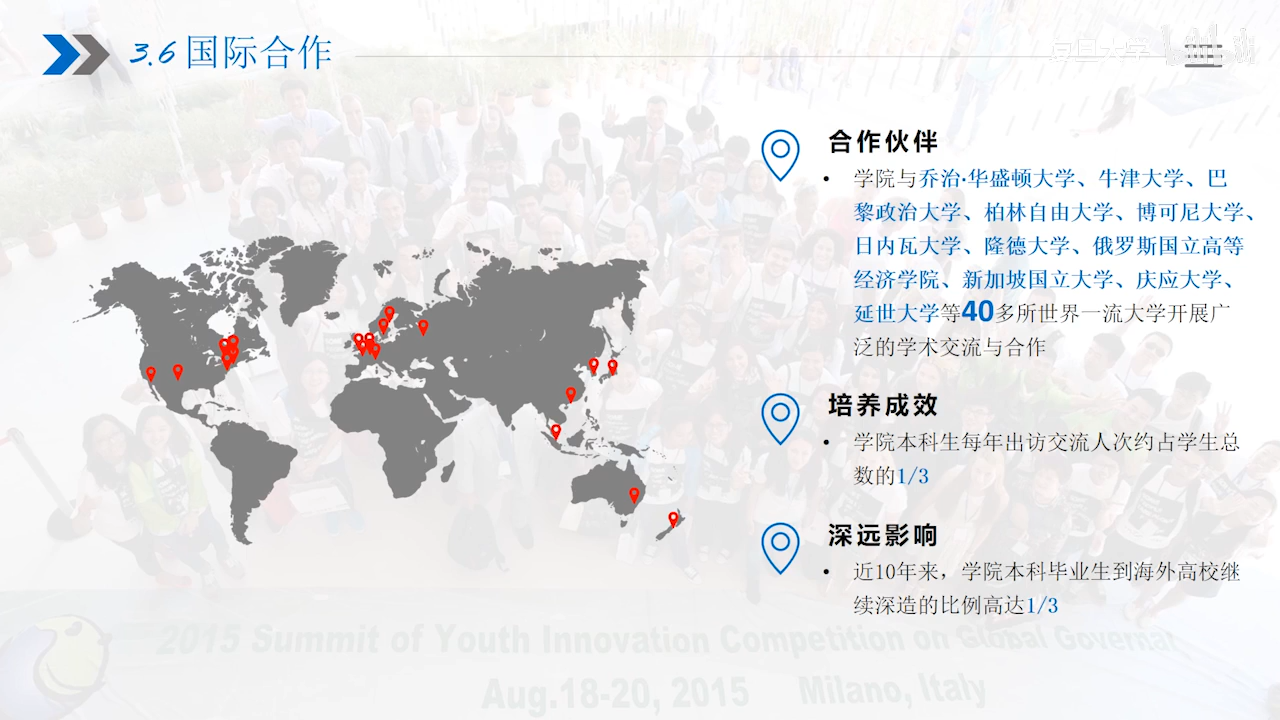 3.6 国际合作
复旦大学
合作伙伴
• 学院与乔治·华盛顿大学、牛津大学、巴
黎政治大学、柏林自由大学、博可尼大学、
日内瓦大学、隆德大学、俄罗斯国立高等
经济学院、新加坡国立大学、庆应大学、
延世大学等40多所世界一流大学开展广
泛的学术交流与合作
培养成效
• 学院本科生每年出访交流人次约占学生总
数的1/3
深远影响
• 近10年来，学院本科毕业生到海外高校继
续深造的比例高达1/3
2015 Summit of Youth Innovation Competition on Global Governan
Aug.18-20, 2015 Milano, Italy